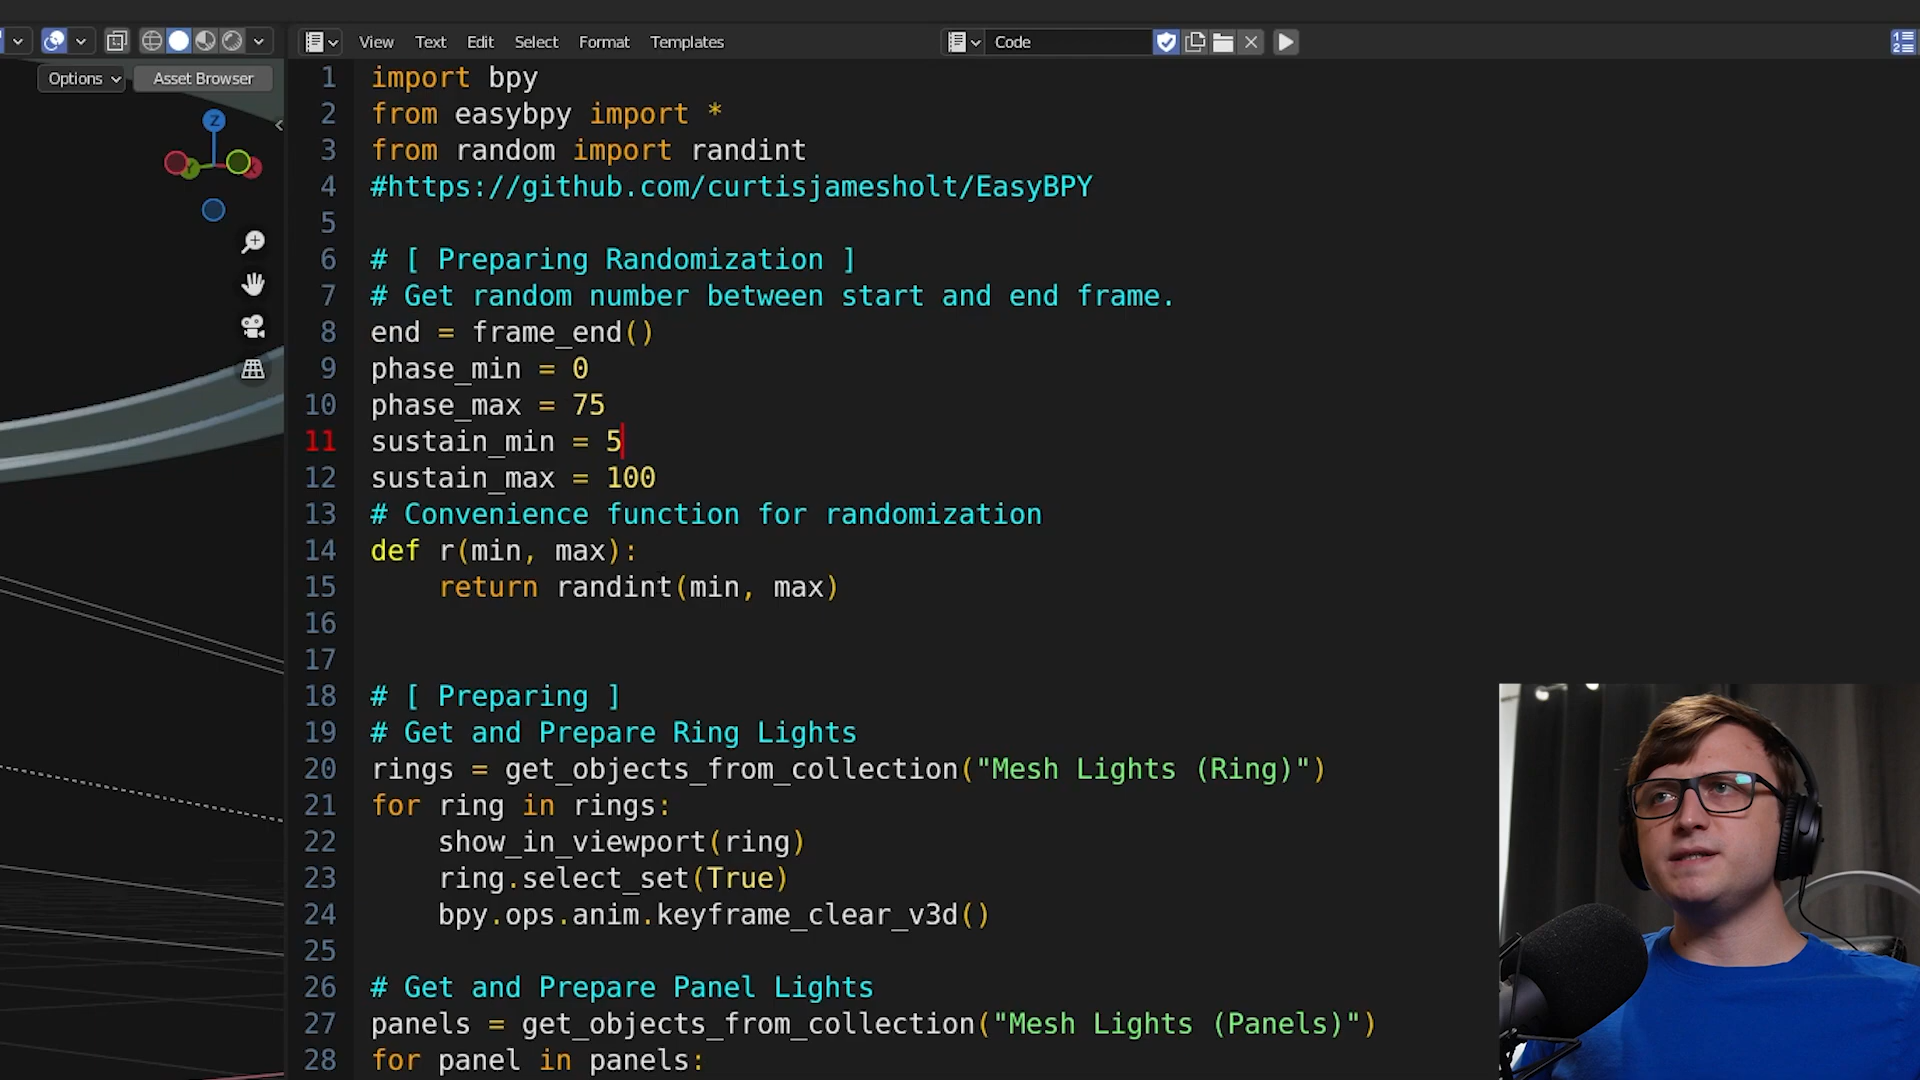 View Text Edit Select Format Templates Code
Options Asset Browser
Z
Y X
1 import bpy
2 from easybpy import *
3 from random import randint
4 #https://github.com/curtisjamesholt/EasyBPY
5
6 # [ Preparing Randomization ]
7 # Get random number between start and end frame.
8 end = frame_end()
9 phase_min = 0
10 phase_max = 75
11 sustain_min = 5
12 sustain_max = 100
13 # Convenience function for randomization
14 def r(min, max):
15 return randint(min, max)
16
17
18 # [ Preparing ]
19 # Get and Prepare Ring Lights
20 rings = get_objects_from_collection("Mesh Lights (Ring)")
21 for ring in rings:
22 show_in_viewport(ring)
23 ring.select_set(True)
24 bpy.ops.anim.keyframe_clear_v3d()
25
26 # Get and Prepare Panel Lights
27 panels = get_objects_from_collection("Mesh Lights (Panels)")
28 for panel in panels: